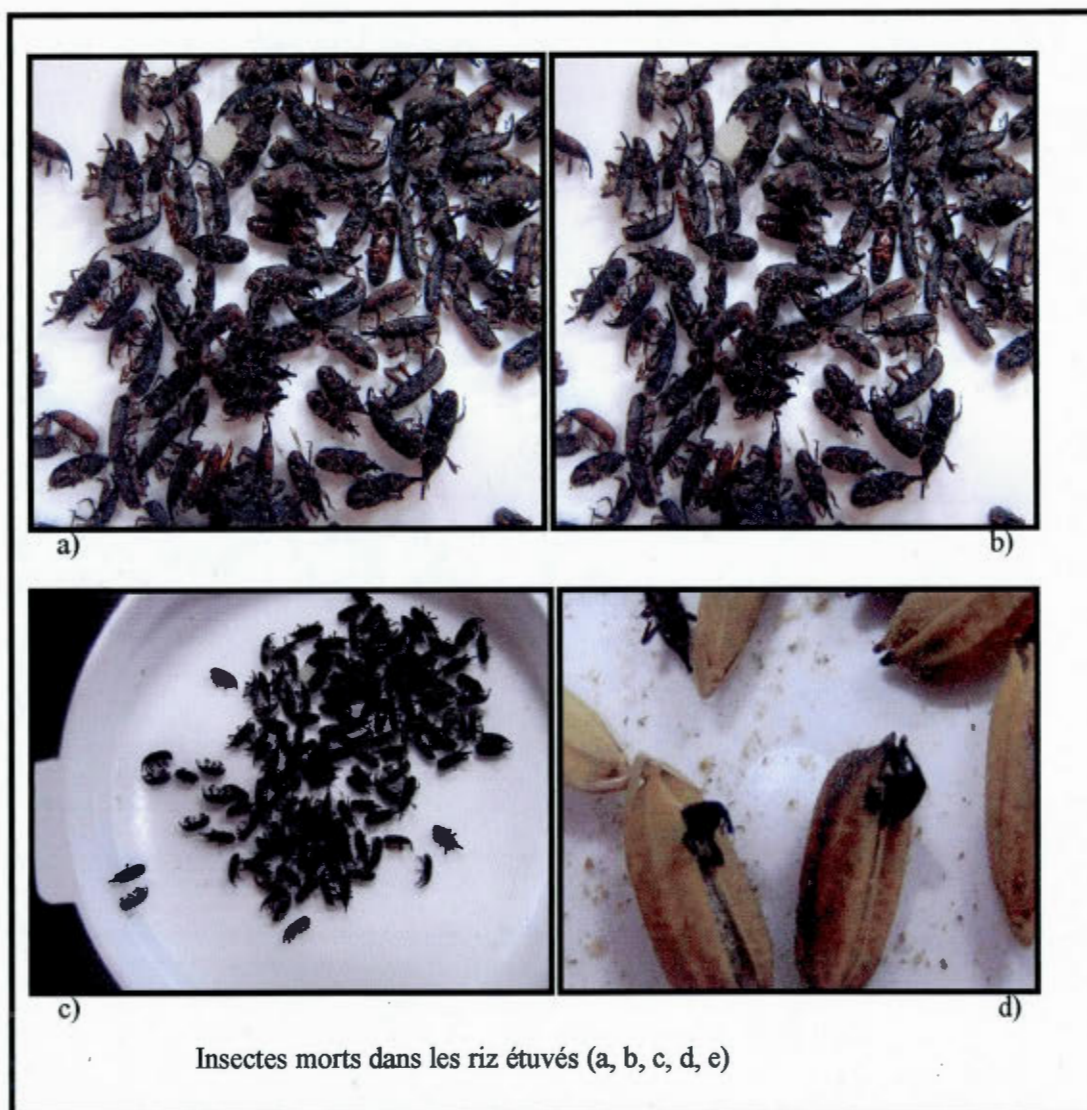 a)
b)
c)
d)
Insectes morts dans les riz étuvés (a, b, c, d, e)